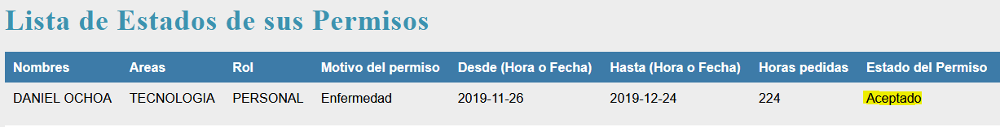 Lista de Estados de sus Permisos
Nombres Areas Rol Motivo del permiso Desde (Hora o Fecha) Hasta (Hora o Fecha) Horas pedidas Estado del Permiso
DANIEL OCHOA TECNOLOGIA PERSONAL Enfermedad 2019-11-26 2019-12-24 224 Aceptado